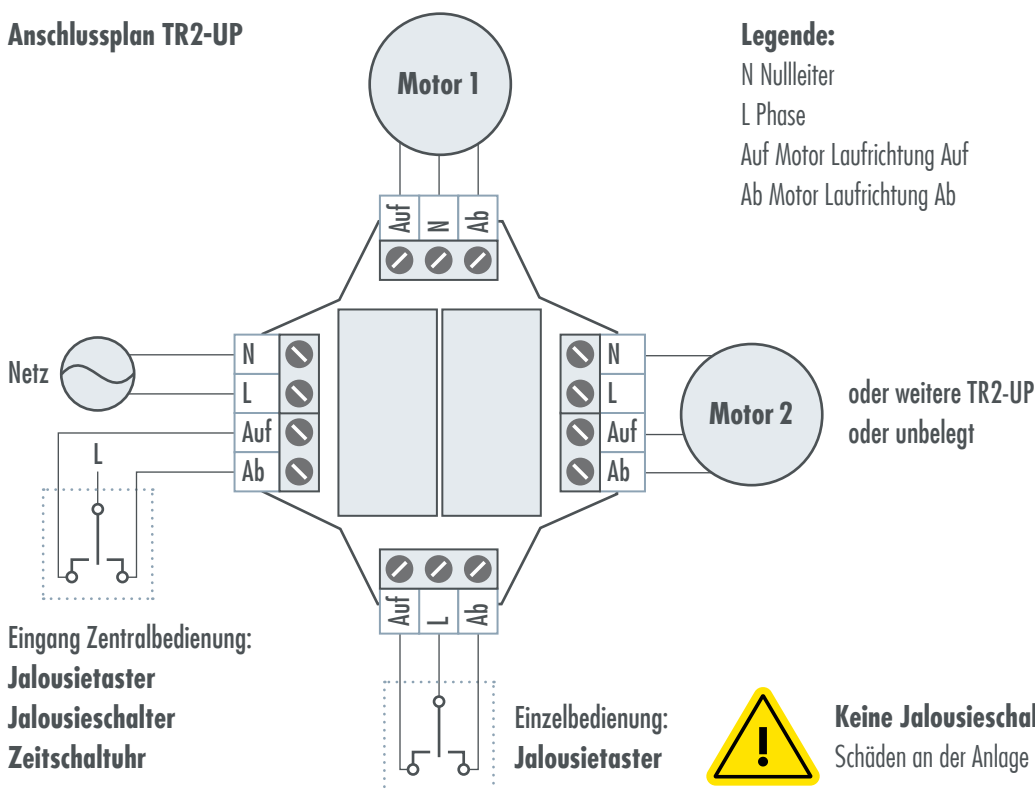 Anschlussplan TR2-UP
Motor 1
Legende:
N Nullleiter
L Phase
Auf Motor Laufrichtung Auf
Ab Motor Laufrichtung Ab
Auf N Ab
Netz
N
L
Auf
Ab
L
N
L
Auf
Ab
Motor 2
oder weitere TR2-UP
oder unbelegt
Auf L Ab
Eingang Zentralbedienung:
Jalousietaster
Jalousieschalter
Zeitschaltuhr
Einzelbedienung:
Jalousietaster
!
Keine Jalousieschal
Schäden an der Anlage